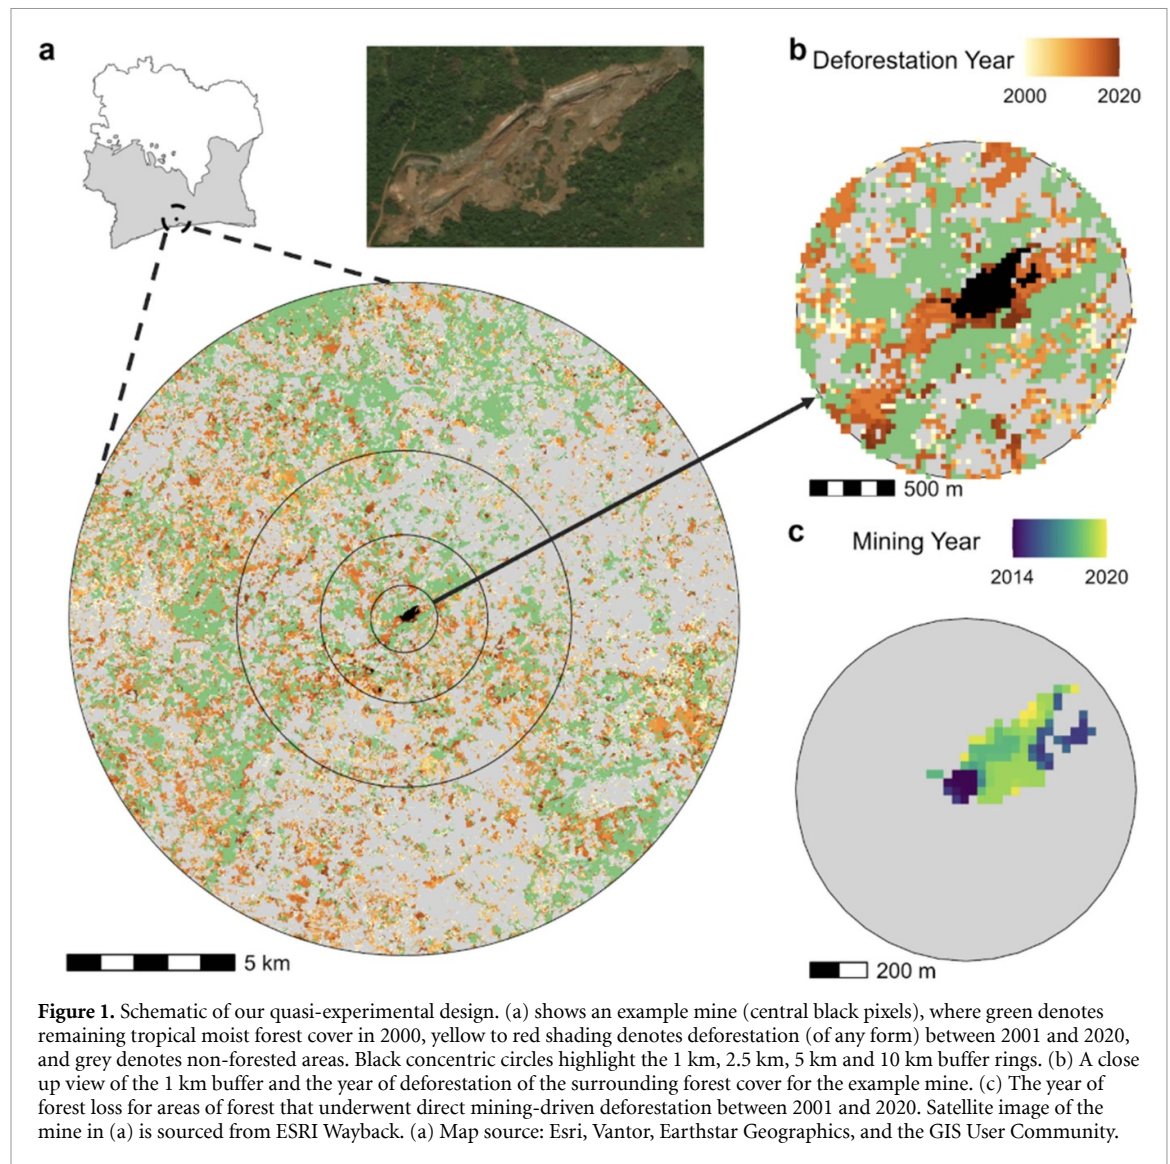 a
b
Deforestation Year
2000 2020
500 m
c
Mining Year
2014 2020
200 m
5 km
Figure 1. Schematic of our quasi-experimental design. (a) shows an example mine (central black pixels), where green denotes
remaining tropical moist forest cover in 2000, yellow to red shading denotes deforestation (of any form) between 2001 and 2020,
and grey denotes non-forested areas. Black concentric circles highlight the 1 km, 2.5 km, 5 km and 10 km buffer rings. (b) A close
up view of the 1 km buffer and the year of deforestation of the surrounding forest cover for the example mine. (c) The year of
forest loss for areas of forest that underwent direct mining-driven deforestation between 2001 and 2020. Satellite image of the
mine in (a) is sourced from ESRI Wayback. (a) Map source: Esri, Vantor, Earthstar Geographics, and the GIS User Community.